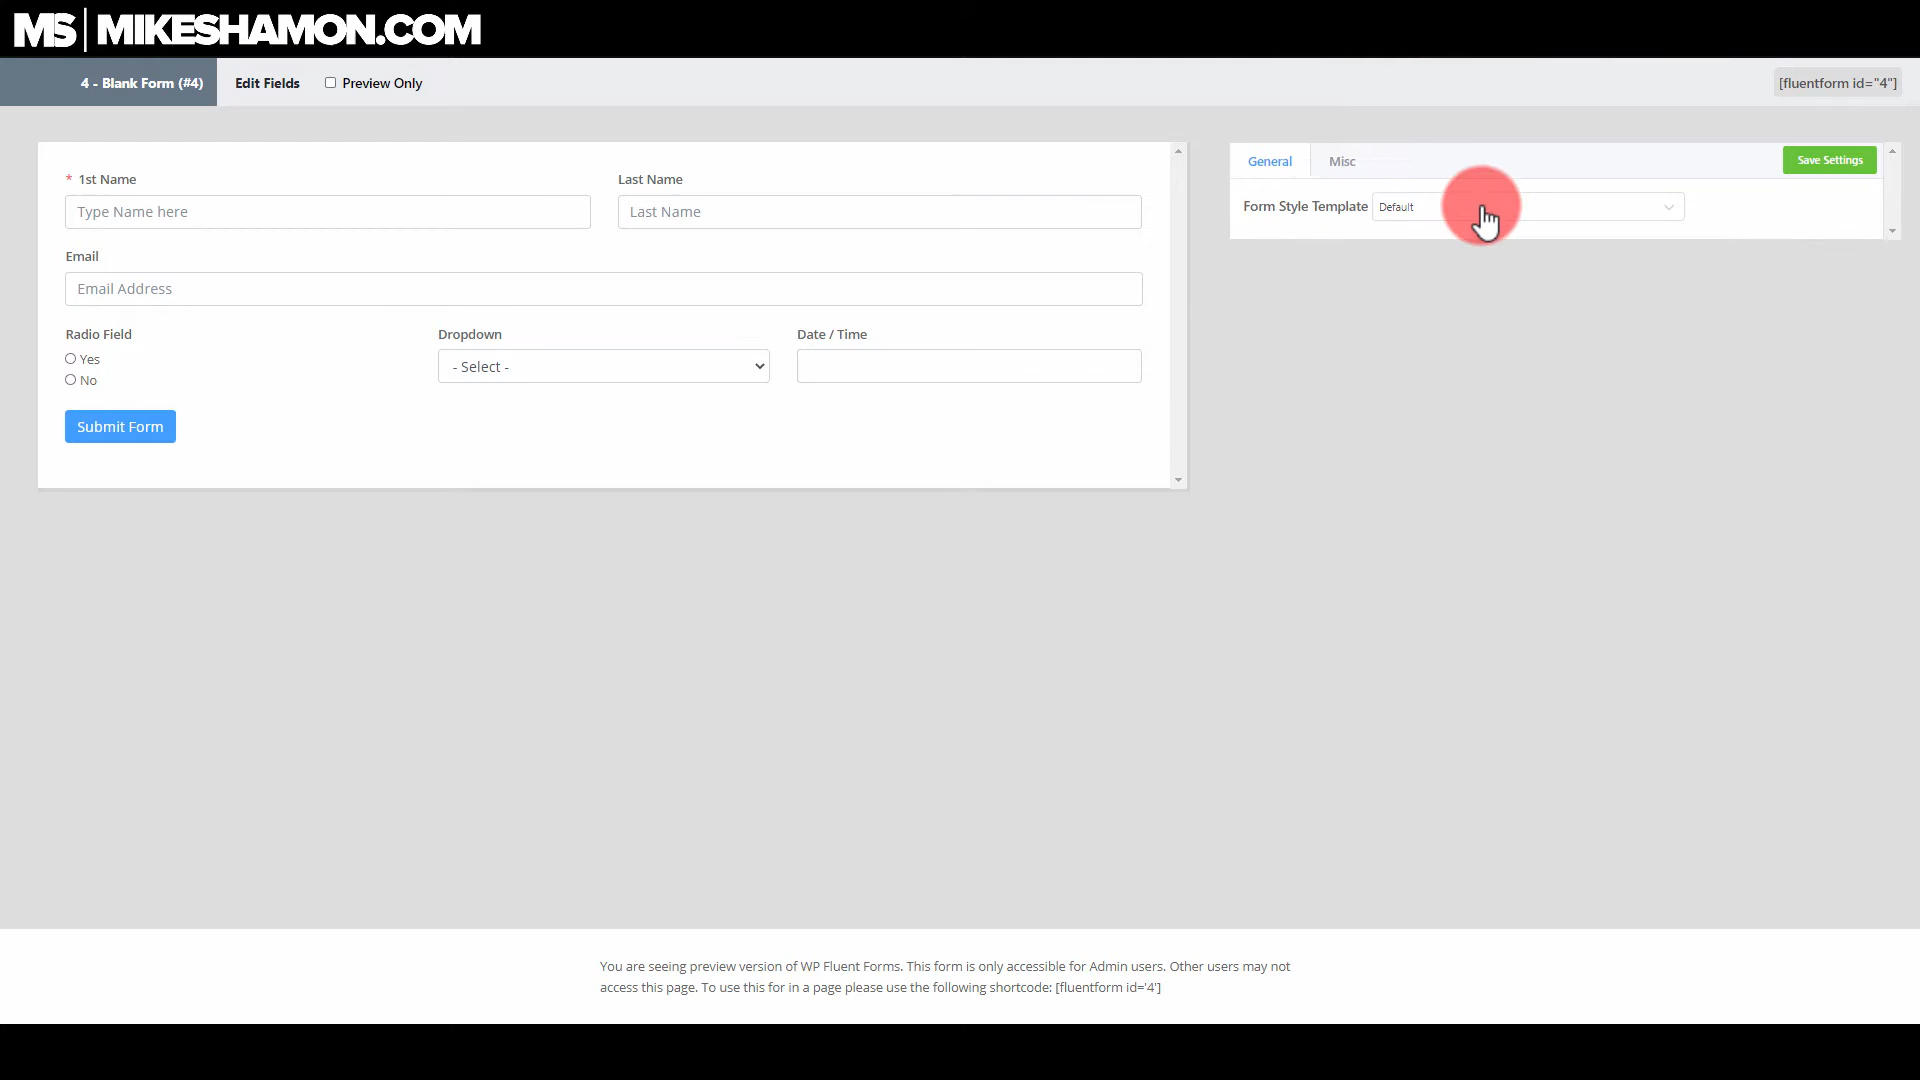 MS | MIKESHAMON.COM
4 - Blank Form (#4)
Edit Fields
Preview Only
[fluentform id="4"]
General
Misc
Save Settings
Form Style Template
Default
* 1st Name
Last Name
Type Name here
Last Name
Email
Email Address
Radio Field
Dropdown
Date / Time
Yes
- Select -
No
Submit Form
You are seeing preview version of WP Fluent Forms. This form is only accessible for Admin users. Other users may not
access this page. To use this for in a page please use the following shortcode: [fluentform id='4']